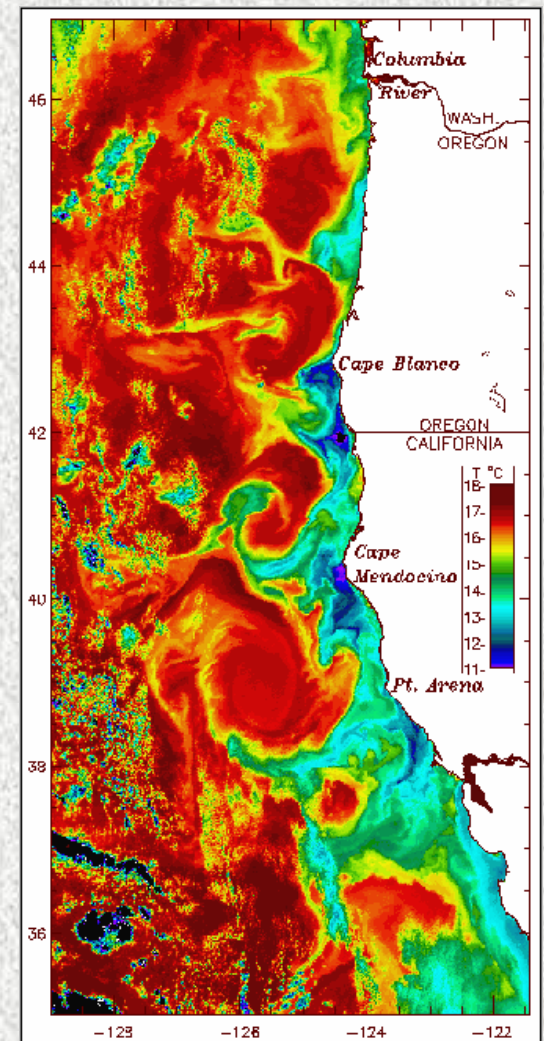 Columbia
River
46
WASH.
OREGON
44
Cape Blanco
42
OREGON
CALIFORNIA
T °C
18
17
16
15
14
13
12
11
Cape
Mendocino
40
Pt. Arena
38
36
-128
-126
-124
-122